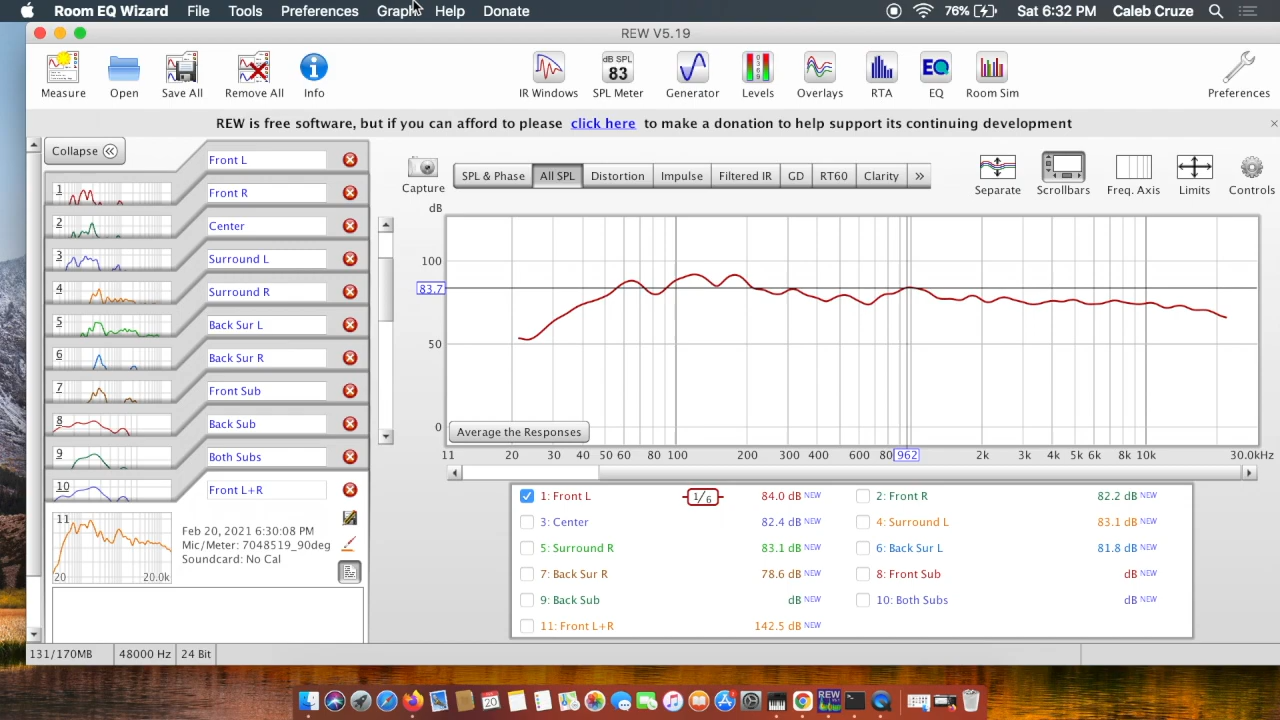 Room EQ Wizard File Tools Preferences Graph Help Donate 76% Sat 6:32 PM Caleb Cruze
REW V5.19
Measure Open Save All Remove All Info IR Windows dB SPL 83 SPL Meter Generator Levels Overlays RTA EQ EQ Room Sim Preferences
REW is free software, but if you can afford to please click here to make a donation to help support its continuing development
Collapse
Front L
1 Front R
2 Center
3 Surround L
4 Surround R
5 Back Sur L
6 Back Sur R
7 Front Sub
8 Back Sub
9 Both Subs
10 Front L+R
11
Feb 20, 2021 6:30:08 PM
Mic/Meter: 7048519_90deg
Soundcard: No Cal
20 20.0k
Capture
SPL & Phase All SPL Distortion Impulse Filtered IR GD RT60 Clarity »
Separate Scrollbars Freq. Axis Limits Controls
dB
100
83.7
50
0
Average the Responses
11 20 30 40 50 60 80 100 200 300 400 600 80 962 2k 3k 4k 5k 6k 8k 10k 30.0kHz
1: Front L 1/6 84.0 dB NEW 2: Front R 82.2 dB NEW
3: Center 82.4 dB NEW 4: Surround L 83.1 dB NEW
5: Surround R 83.1 dB NEW 6: Back Sur L 81.8 dB NEW
7: Back Sur R 78.6 dB NEW 8: Front Sub dB NEW
9: Back Sub dB NEW 10: Both Subs dB NEW
11: Front L+R 142.5 dB NEW
131/170MB 48000 Hz 24 Bit
20
REW